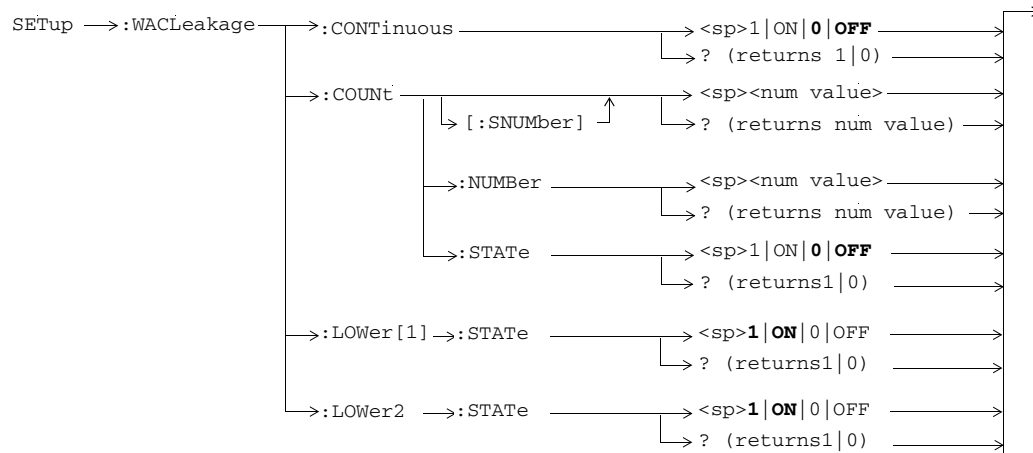 SETup :WACLeakage :CONTinuous <sp>1|ON|0|OFF
? (returns 1|0)
:COUNt <sp><num value>
[:SNUMber] ? (returns num value)
:NUMBer <sp><num value>
? (returns num value)
:STATe <sp>1|ON|0|OFF
? (returns1|0)
:LOWer[1] :STATe <sp>1|ON|0|OFF
? (returns1|0)
:LOWer2 :STATe <sp>1|ON|0|OFF
? (returns1|0)